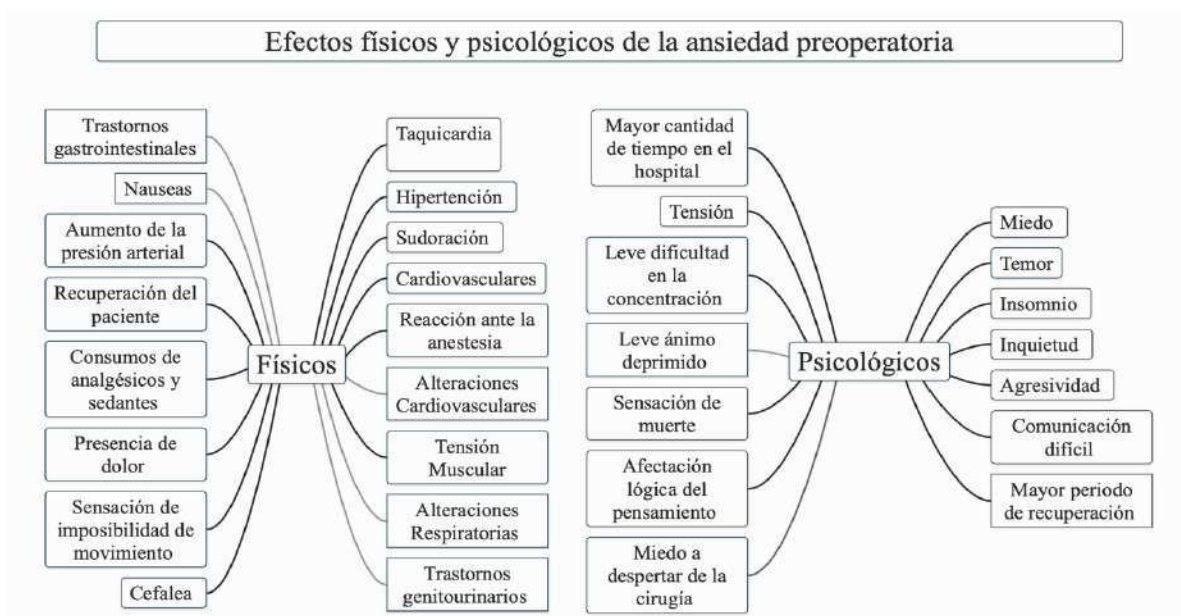 Efectos físicos y psicológicos de la ansiedad preoperatoria
Trastornos
gastrointestinales
Nauseas
Aumento de la
presión arterial
Recuperación del
paciente
Consumos de
analgésicos y
sedantes
Presencia de
dolor
Sensación de
imposibilidad de
movimiento
Cefalea
Físicos
Taquicardia
Hipertención
Sudoración
Cardiovasculares
Reacción ante la
anestesia
Alteraciones
Cardiovasculares
Tensión
Muscular
Alteraciones
Respiratorias
Trastornos
genitourinarios
Mayor cantidad
de tiempo en el
hospital
Tensión
Leve dificultad
en la
concentración
Leve ánimo
deprimido
Sensación de
muerte
Afectación
lógica del
pensamiento
Miedo a
despertar de la
cirugía
Psicológicos
Miedo
Temor
Insomnio
Inquietud
Agresividad
Comunicación
difícil
Mayor periodo
de recuperación